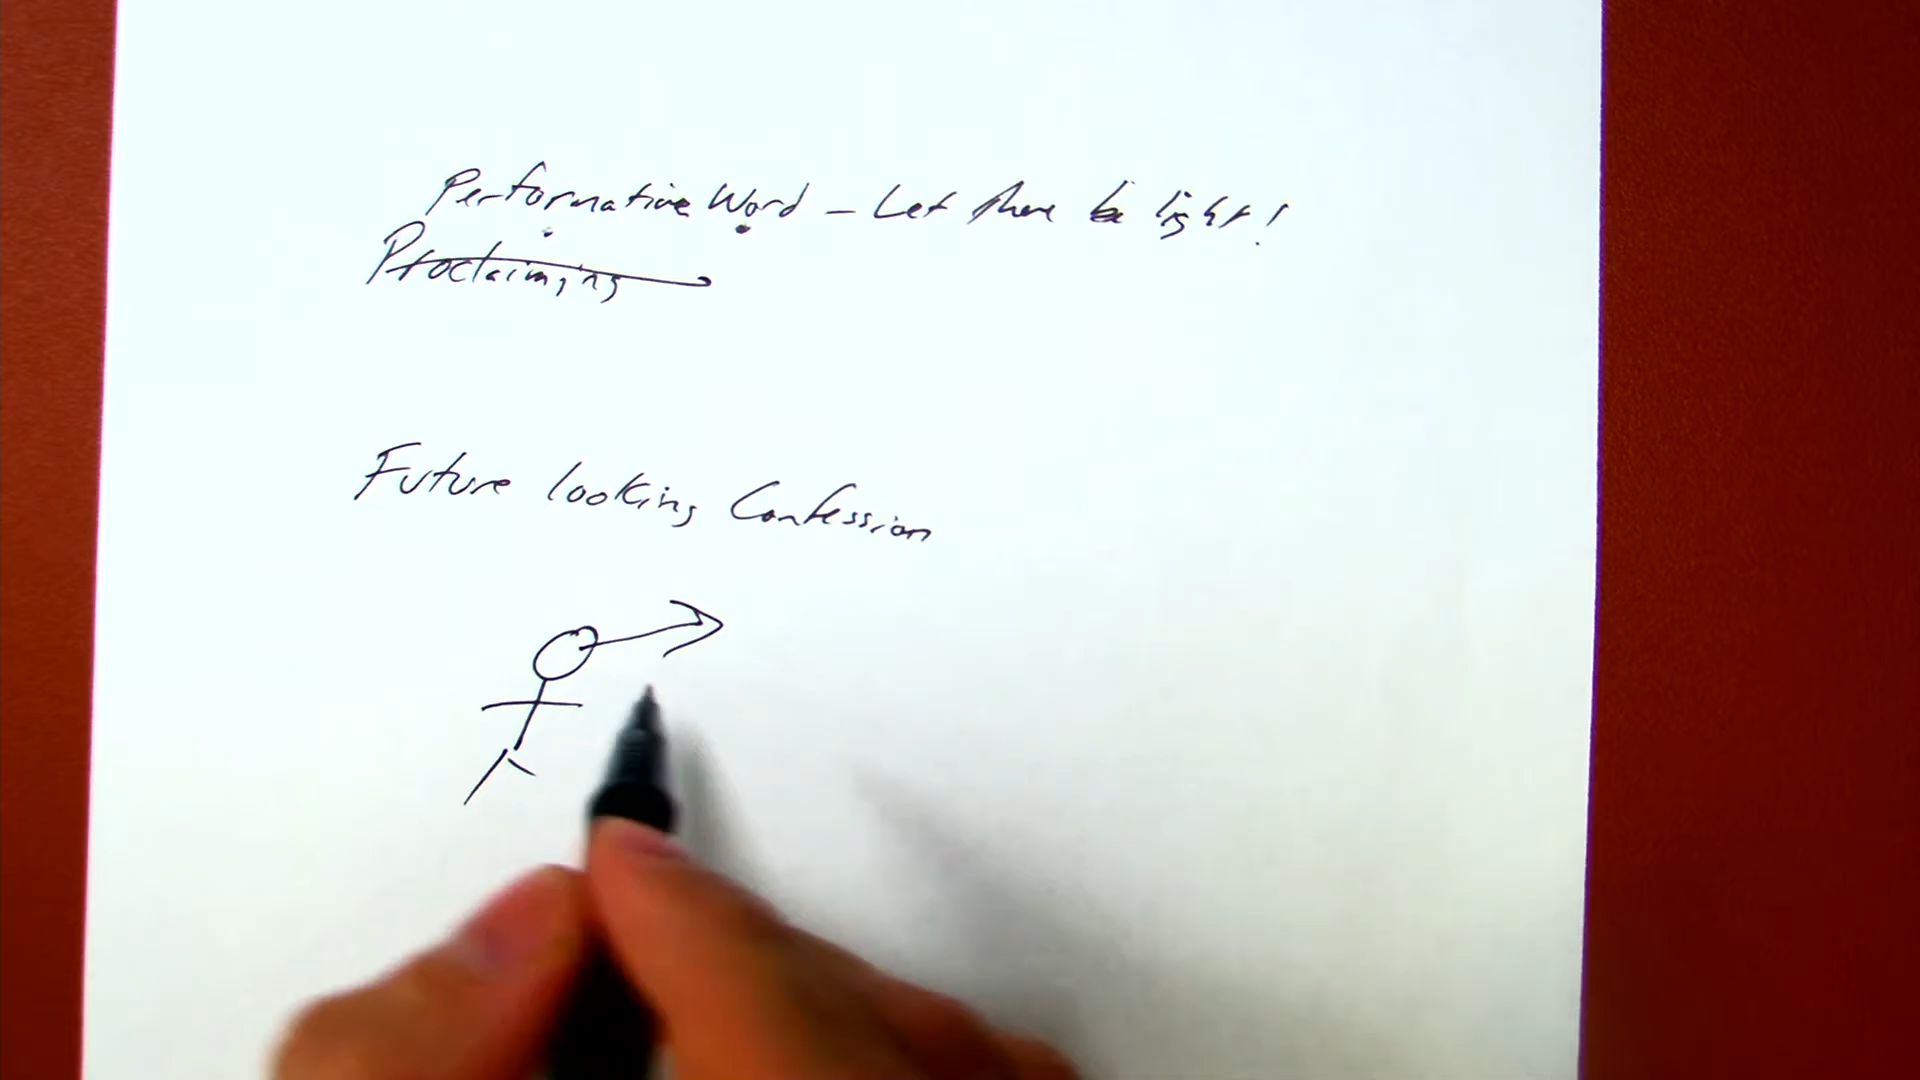 Performative Word - Let there be light!
Proclaiming
Future looking Confession